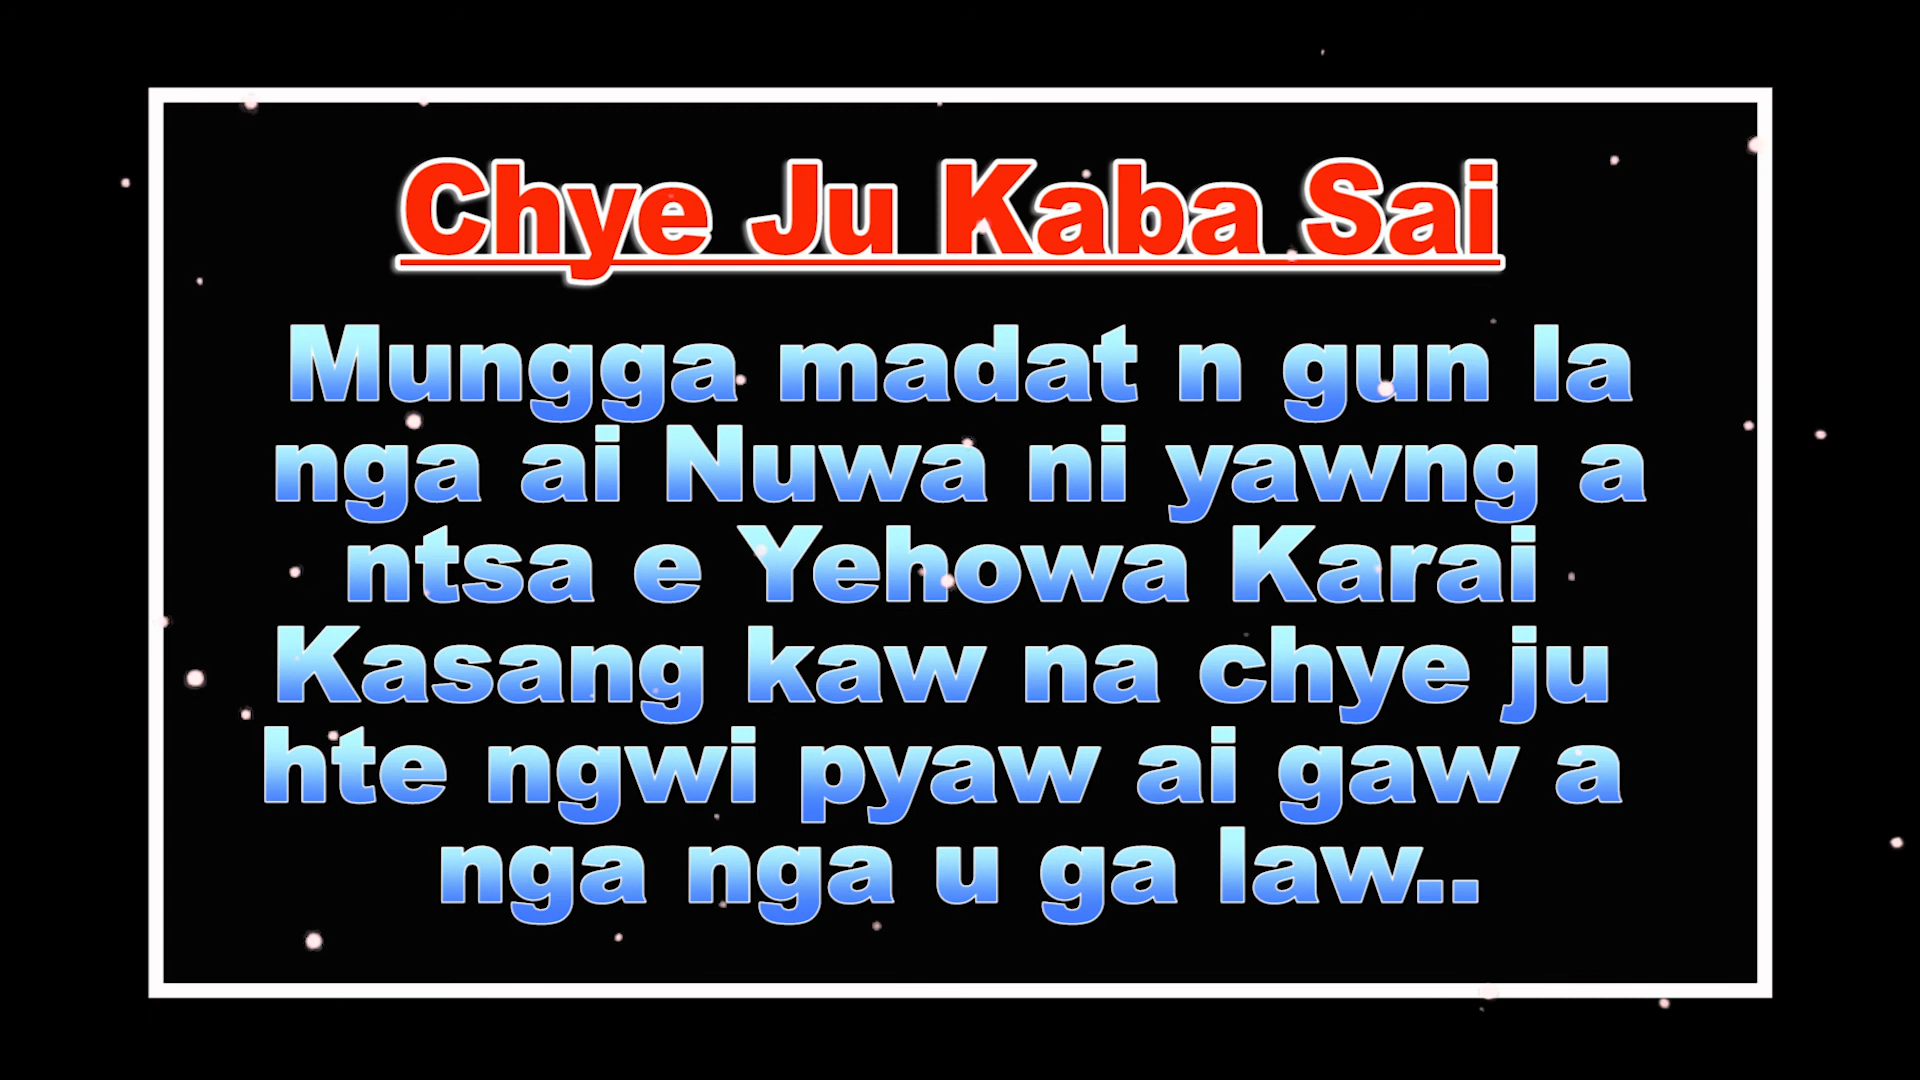 Chye Ju Kaba Sai
Mungga madat n gun la
nga ai Nuwa ni yawng a
ntsa e Yehowa Karai
Kasang kaw na chye ju
hte ngwi pyaw ai gaw a
nga nga u ga law..